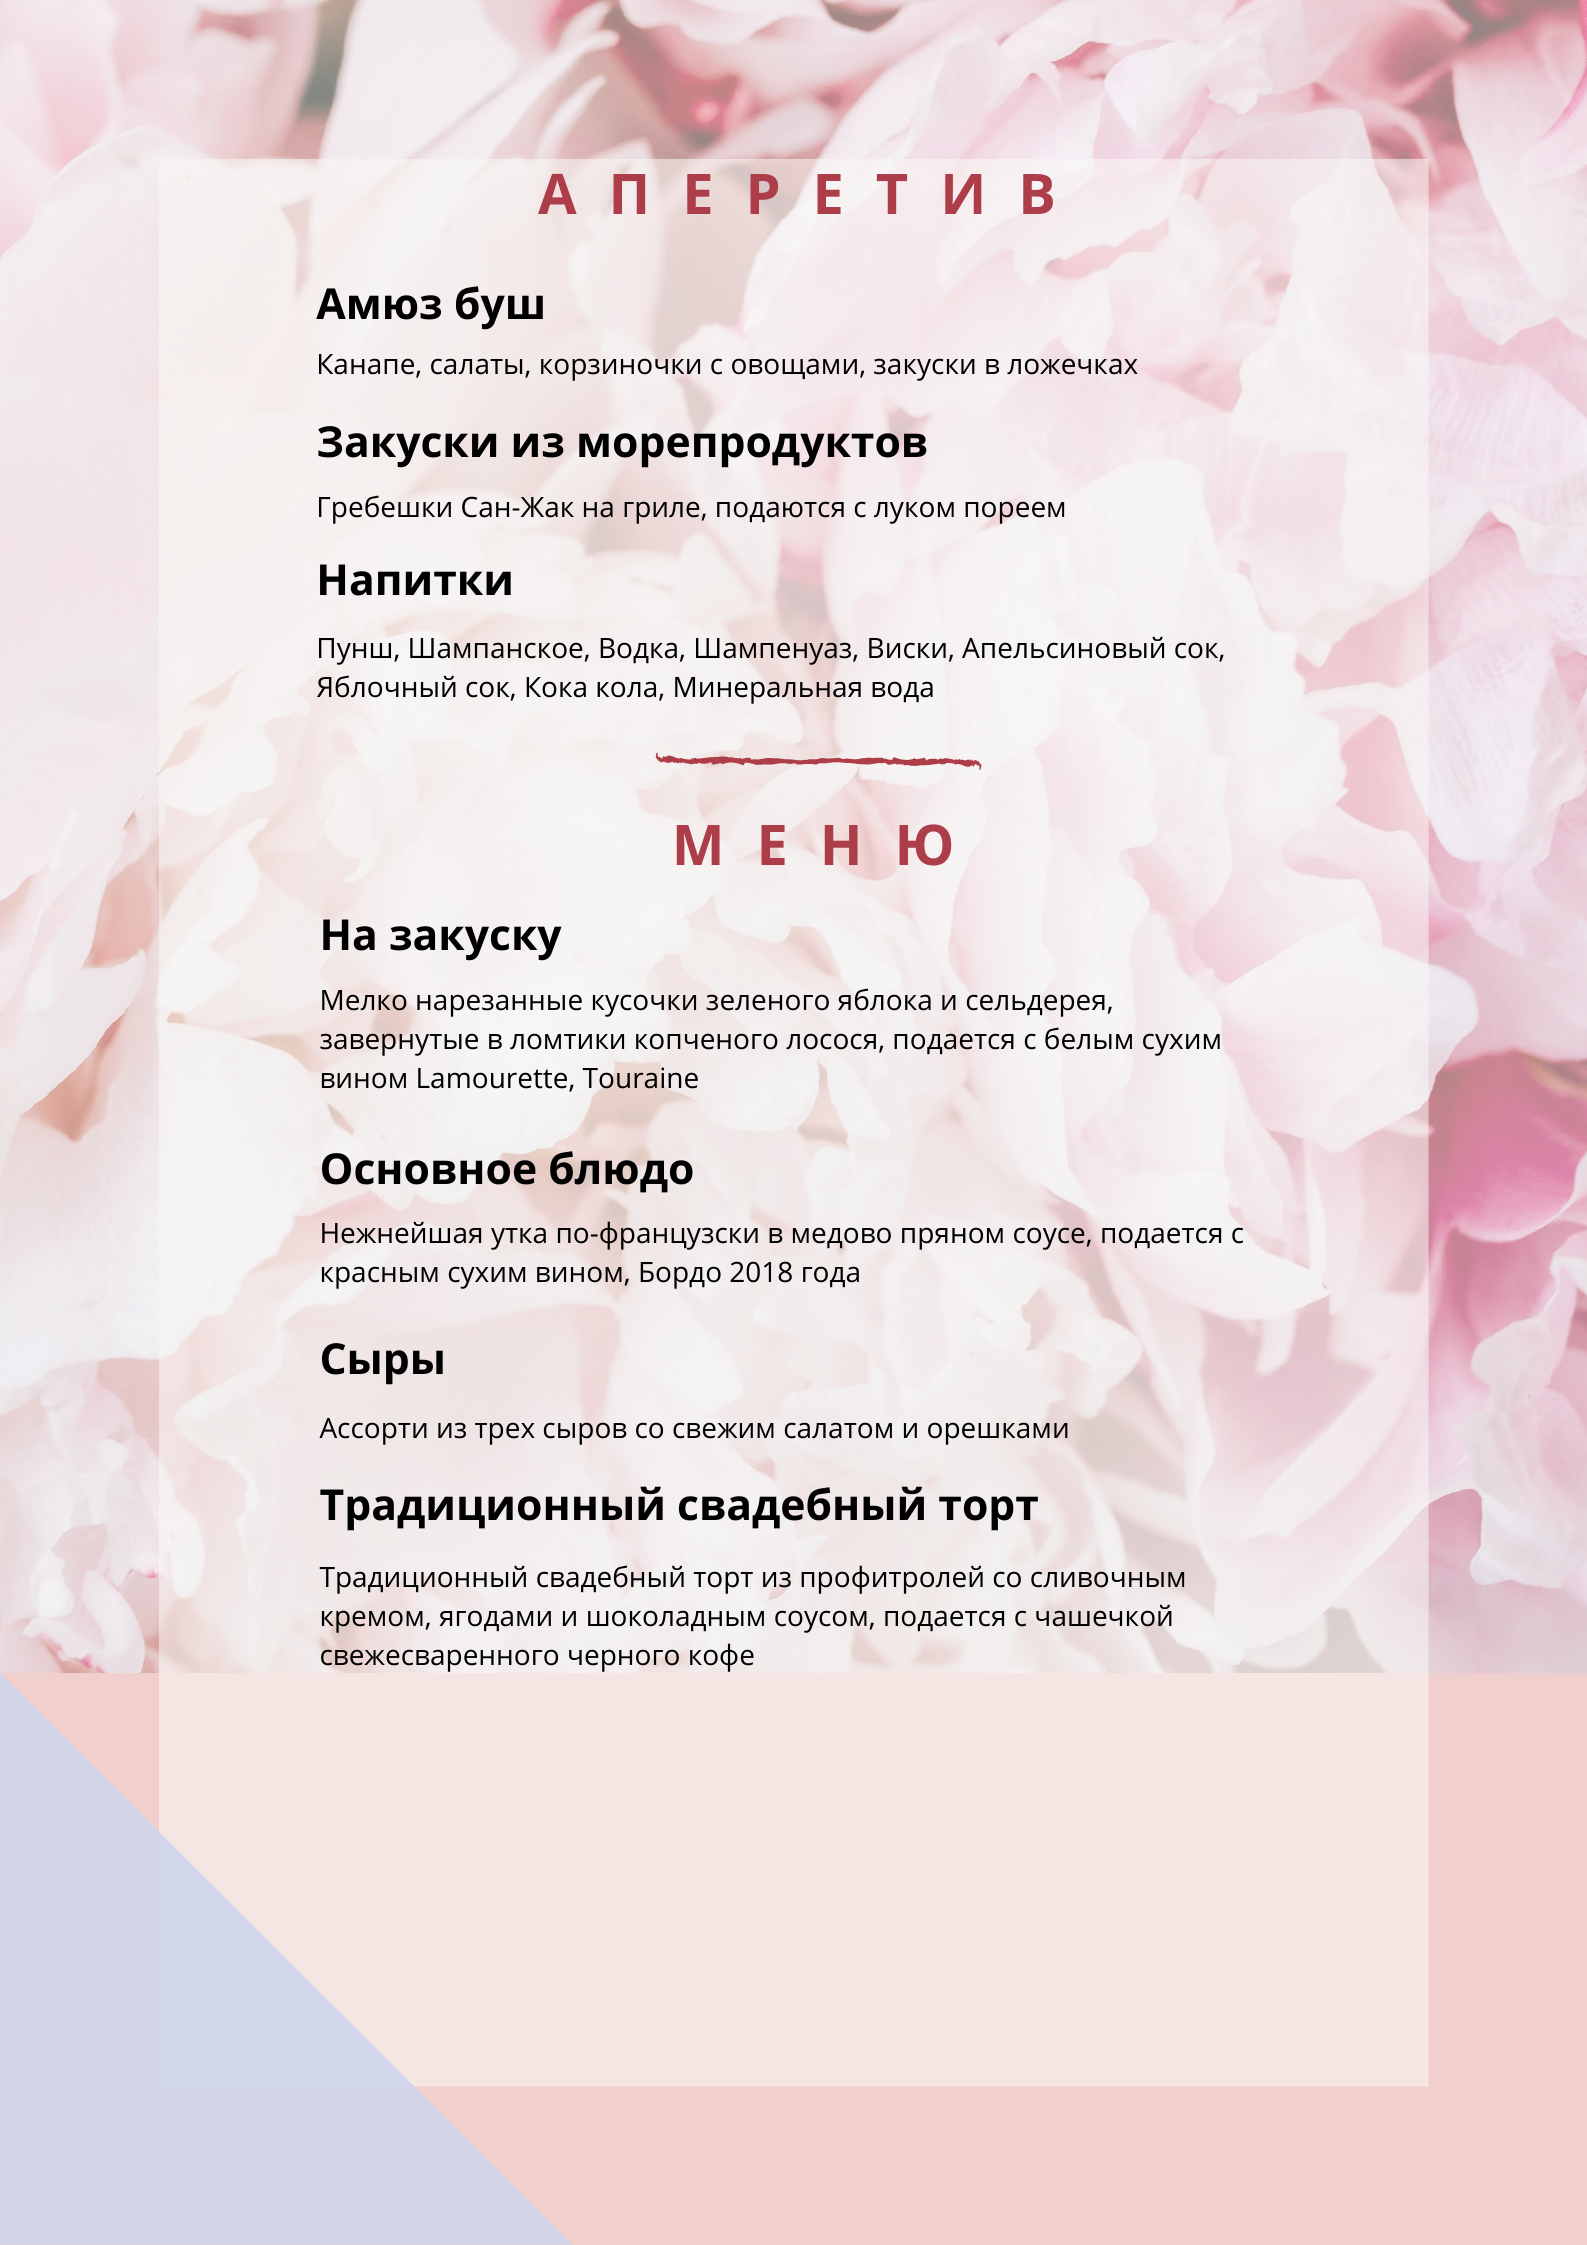 АПЕРЕТИВ
Амюз буш
Канапе, салаты, корзиночки с овощами, закуски в ложечках
Закуски из морепродуктов
Гребешки Сан-Жак на гриле, подаются с луком пореем
Напитки
Пунш, Шампанское, Водка, Шампенуаз, Виски, Апельсиновый сок,
Яблочный сок, Кока кола, Минеральная вода
МЕНЮ
На закуску
Мелко нарезанные кусочки зеленого яблока и сельдерея,
завернутые в ломтики копченого лосося, подается с белым сухим
вином Lamourette, Touraine
Основное блюдо
Нежнейшая утка по-французски в медово пряном соусе, подается с
красным сухим вином, Бордо 2018 года
Сыры
Ассорти из трех сыров со свежим салатом и орешками
Традиционный свадебный торт
Традиционный свадебный торт из профитролей со сливочным
кремом, ягодами и шоколадным соусом, подается с чашечкой
свежесваренного черного кофе